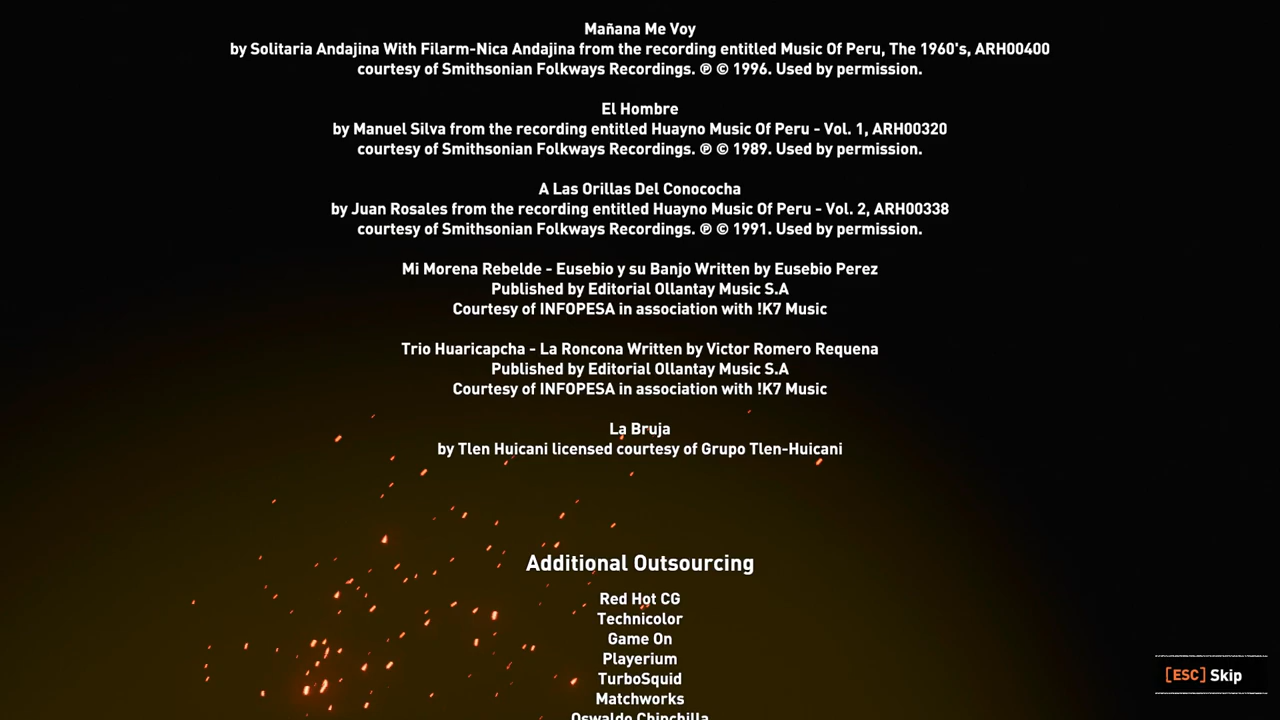 Mañana Me Voy
by Solitaria Andajina With Filarm-Nica Andajina from the recording entitled Music Of Peru, The 1960's, ARH00400
courtesy of Smithsonian Folkways Recordings. ℗ © 1996. Used by permission.
El Hombre
by Manuel Silva from the recording entitled Huayno Music Of Peru - Vol. 1, ARH00320
courtesy of Smithsonian Folkways Recordings. ℗ © 1989. Used by permission.
A Las Orillas Del Conococha
by Juan Rosales from the recording entitled Huayno Music Of Peru - Vol. 2, ARH00338
courtesy of Smithsonian Folkways Recordings. ℗ © 1991. Used by permission.
Mi Morena Rebelde - Eusebio y su Banjo Written by Eusebio Perez
Published by Editorial Ollantay Music S.A
Courtesy of INFOPESA in association with !K7 Music
Trio Huaricapcha - La Roncona Written by Victor Romero Requena
Published by Editorial Ollantay Music S.A
Courtesy of INFOPESA in association with !K7 Music
La Bruja
by Tlen Huicani licensed courtesy of Grupo Tlen-Huicani
Additional Outsourcing
Red Hot CG
Technicolor
Game On
Playerium
TurboSquid
Matchworks
Oswaldo Chinchilla
[ESC] Skip